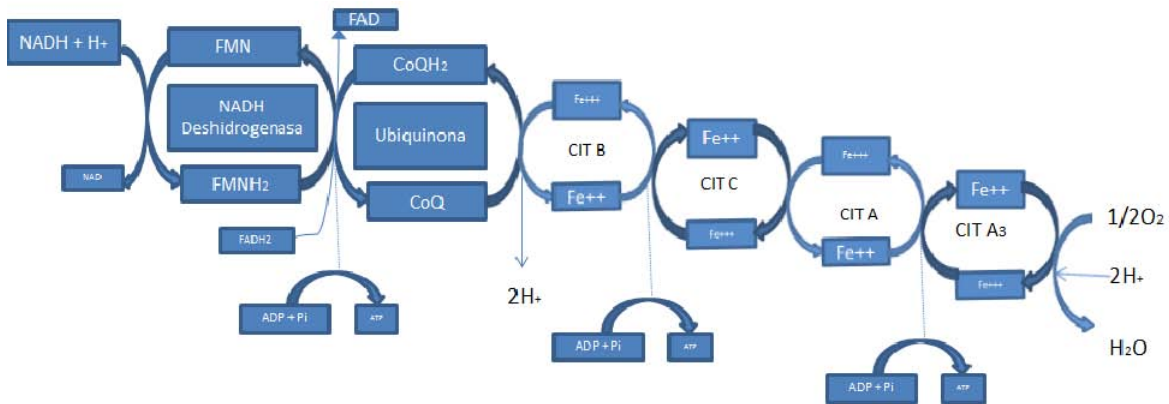 FAD
NADH + H+
FMN
CoQH2
NADH
Deshidrogenasa
Ubiquinona
NAD+
FMNH2
CoQ
FADH2
Fe+++
CIT B
Fe++
Fe++
CIT C
Fe+++
Fe+++
CIT A
Fe++
Fe++
CIT A3
Fe+++
1/2O2
2H+
H2O
2H+
ADP + Pi
ATP
ADP + Pi
ATP
ADP + Pi
ATP